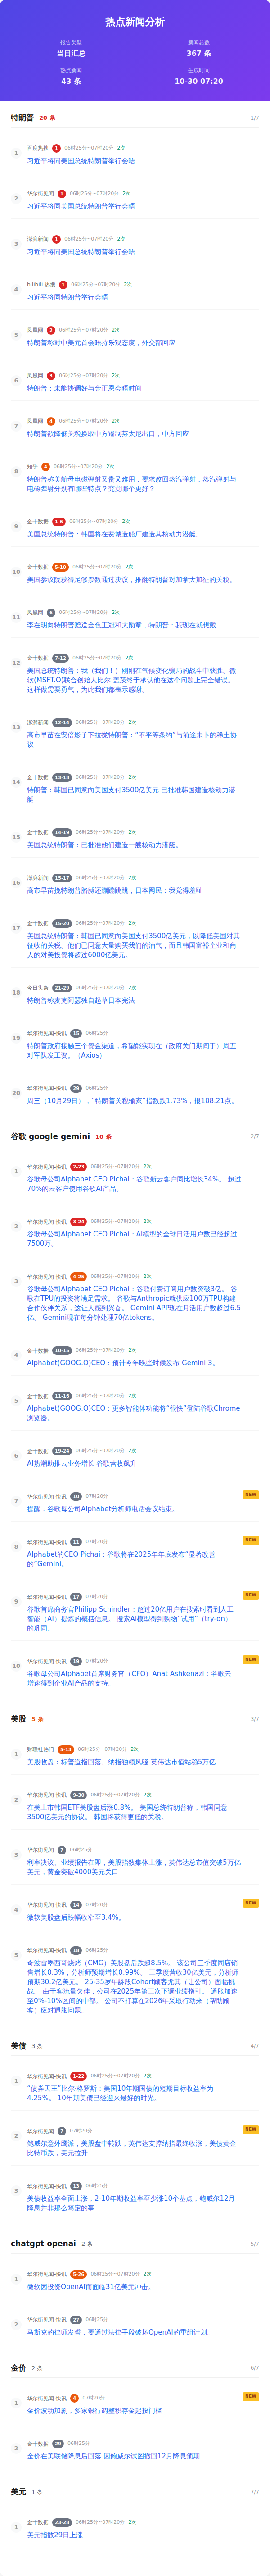 热点新闻分析
报告类型
新闻总数
当日汇总
367 条
热点新闻
生成时间
43 条
10-30 07:20
特朗普 20 条 1/7
1 百度热搜 1 06时25分~07时20分 2次
习近平将同美国总统特朗普举行会晤
2 华尔街见闻 1 06时25分~07时20分 2次
习近平将同美国总统特朗普举行会晤
3 澎湃新闻 1 06时25分~07时20分 2次
习近平将同美国总统特朗普举行会晤
4 bilibili 热搜 1 06时25分~07时20分 2次
习近平将同特朗普举行会晤
5 凤凰网 2 06时25分~07时20分 2次
特朗普称对中美元首会晤持乐观态度，外交部回应
6 凤凰网 3 06时25分~07时20分 2次
特朗普：未能协调好与金正恩会晤时间
7 凤凰网 4 06时25分~07时20分 2次
特朗普欲降低关税换取中方遏制芬太尼出口，中方回应
8 知乎 4 06时25分~07时20分 2次
特朗普称美航母电磁弹射又贵又难用，要求改回蒸汽弹射，蒸汽弹射与
电磁弹射分别有哪些特点？究竟哪个更好？
9 金十数据 1-6 06时25分~07时20分 2次
美国总统特朗普：韩国将在费城造船厂建造其核动力潜艇。
10 金十数据 5-10 06时25分~07时20分 2次
美国参议院获得足够票数通过决议，推翻特朗普对加拿大加征的关税。
11 凤凰网 6 06时25分~07时20分 2次
李在明向特朗普赠送金色王冠和大勋章，特朗普：我现在就想戴
12 金十数据 7-12 06时25分~07时20分 2次
美国总统特朗普：我（我们！）刚刚在气候变化骗局的战斗中获胜。微
软(MSFT.O)联合创始人比尔·盖茨终于承认他在这个问题上完全错误。
这样做需要勇气，为此我们都表示感谢。
13 澎湃新闻 12-14 06时25分~07时20分 2次
高市早苗在安倍影子下拉拢特朗普：“不平等条约”与前途未卜的稀土协
议
14 金十数据 13-18 06时25分~07时20分 2次
特朗普：韩国已同意向美国支付3500亿美元 已批准韩国建造核动力潜
艇
15 金十数据 14-19 06时25分~07时20分 2次
美国总统特朗普：已批准他们建造一艘核动力潜艇。
16 澎湃新闻 15-17 06时25分~07时20分 2次
高市早苗挽特朗普胳膊还蹦蹦跳跳，日本网民：我觉得羞耻
17 金十数据 15-20 06时25分~07时20分 2次
美国总统特朗普：韩国已同意向美国支付3500亿美元，以降低美国对其
征收的关税。他们已同意大量购买我们的油气，而且韩国富裕企业和商
人的对美投资将超过6000亿美元。
18 今日头条 21-29 06时25分~07时20分 2次
特朗普称麦克阿瑟独自起草日本宪法
19 华尔街见闻-快讯 15 06时25分
特朗普政府接触三个资金渠道，希望能实现在（政府关门期间于）周五
对军队发工资。（Axios）
20 华尔街见闻-快讯 20 06时25分
周三（10月29日），“特朗普关税输家”指数跌1.73%，报108.21点。
谷歌 google gemini 10 条 2/7
1 华尔街见闻-快讯 2-23 06时25分~07时20分 2次
谷歌母公司Alphabet CEO Pichai：谷歌新云客户同比增长34%。 超过
70%的云客户使用谷歌AI产品。
2 华尔街见闻-快讯 3-24 06时25分~07时20分 2次
谷歌母公司Alphabet CEO Pichai：AI模型的全球日活用户数已经超过
7500万。
3 华尔街见闻-快讯 4-25 06时25分~07时20分 2次
谷歌母公司Alphabet CEO Pichai：谷歌付费订阅用户数突破3亿。 谷
歌在TPU的投资将满足需求。 谷歌与Anthropic就供应100万TPU构建
合作伙伴关系，这让人感到兴奋。 Gemini APP现在月活用户数超过6.5
亿。 Gemini现在每分钟处理70亿tokens。
4 金十数据 10-15 06时25分~07时20分 2次
Alphabet(GOOG.O)CEO：预计今年晚些时候发布 Gemini 3。
5 金十数据 11-16 06时25分~07时20分 2次
Alphabet(GOOG.O)CEO：更多智能体功能将“很快”登陆谷歌Chrome
浏览器。
6 金十数据 19-24 06时25分~07时20分 2次
AI热潮助推云业务增长 谷歌营收飙升
7 华尔街见闻-快讯 10 07时20分 NEW
提醒：谷歌母公司Alphabet分析师电话会议结束。
8 华尔街见闻-快讯 11 07时20分 NEW
Alphabet的CEO Pichai：谷歌将在2025年年底发布“显著改善
的”Gemini。
9 华尔街见闻-快讯 17 07时20分 NEW
谷歌首席商务官Philipp Schindler：超过20亿用户在搜索时看到人工
智能（AI）提炼的概括信息。 搜索AI模型得到购物“试用”（try-on）
的巩固。
10 华尔街见闻-快讯 19 07时20分 NEW
谷歌母公司Alphabet首席财务官（CFO）Anat Ashkenazi：谷歌云
增速得到企业AI产品的支持。
美股 5 条 3/7
1 财联社热门 5-13 06时25分~07时20分 2次
美股收盘：标普道指回落、纳指独领风骚 英伟达市值站稳5万亿
2 华尔街见闻-快讯 9-30 06时25分~07时20分 2次
在美上市韩国ETF美股盘后涨0.8%。 美国总统特朗普称，韩国同意
3500亿美元的协议。 韩国将获得更低的关税。
3 华尔街见闻 7 06时25分
利率决议、业绩报告在即，美股指数集体上涨，英伟达总市值突破5万亿
美元，黄金突破4000美元关口
4 华尔街见闻-快讯 14 07时20分 NEW
微软美股盘后跌幅收窄至3.4%。
5 华尔街见闻-快讯 18 06时25分
奇波雷墨西哥烧烤（CMG）美股盘后跌超8.5%。 该公司三季度同店销
售增长0.3%，分析师预期增长0.99%。 三季度营收30亿美元，分析师
预期30.2亿美元。 25-35岁年龄段Cohort顾客尤其（让公司）面临挑
战。 由于客流量欠佳，公司在2025年第三次下调业绩指引。 通胀加速
至0%-10%区间的中部。 公司不打算在2026年采取行动来（帮助顾
客）应对通胀问题。
美债 3 条 4/7
1 华尔街见闻-快讯 1-22 06时25分~07时20分 2次
“债券天王”比尔·格罗斯：美国10年期国债的短期目标收益率为
4.25%。 10年期美债已经迎来最好的时光。
2 华尔街见闻 7 07时20分 NEW
鲍威尔意外鹰派，美股盘中转跌，英伟达支撑纳指最终收涨，美债黄金
比特币跌，美元拉升
3 华尔街见闻-快讯 13 06时25分
美债收益率全面上涨，2-10年期收益率至少涨10个基点，鲍威尔12月
降息并非那么笃定的事
chatgpt openai 2 条 5/7
1 华尔街见闻-快讯 5-26 06时25分~07时20分 2次
微软因投资OpenAI而面临31亿美元冲击。
2 华尔街见闻-快讯 27 06时25分
马斯克的律师发誓，要通过法律手段破坏OpenAI的重组计划。
金价 2 条 6/7
1 华尔街见闻-快讯 4 07时20分 NEW
金价波动加剧，多家银行调整积存金起投门槛
2 金十数据 29 06时25分
金价在美联储降息后回落 因鲍威尔试图撤回12月降息预期
美元 1 条 7/7
1 金十数据 23-28 06时25分~07时20分 2次
美元指数29日上涨